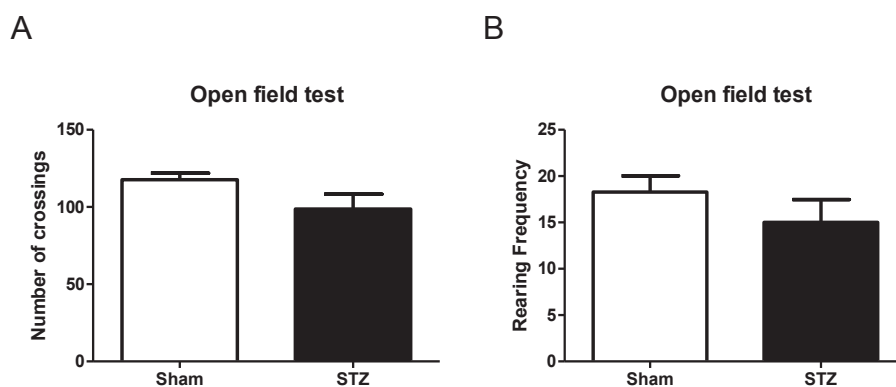 A
Open field test
150
100
50
0
Number of crossings
Sham
STZ
B
Open field test
25
20
15
10
5
0
Rearing Frequency
Sham
STZ